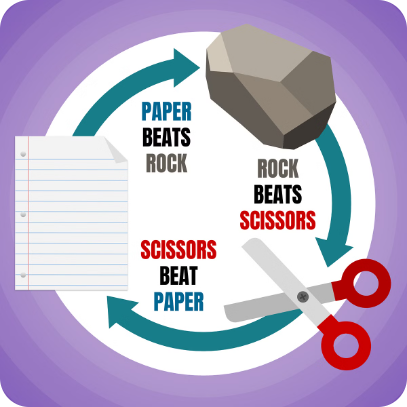 PAPER
BEATS
ROCK
ROCK
BEATS
SCISSORS
SCISSORS
BEAT
PAPER